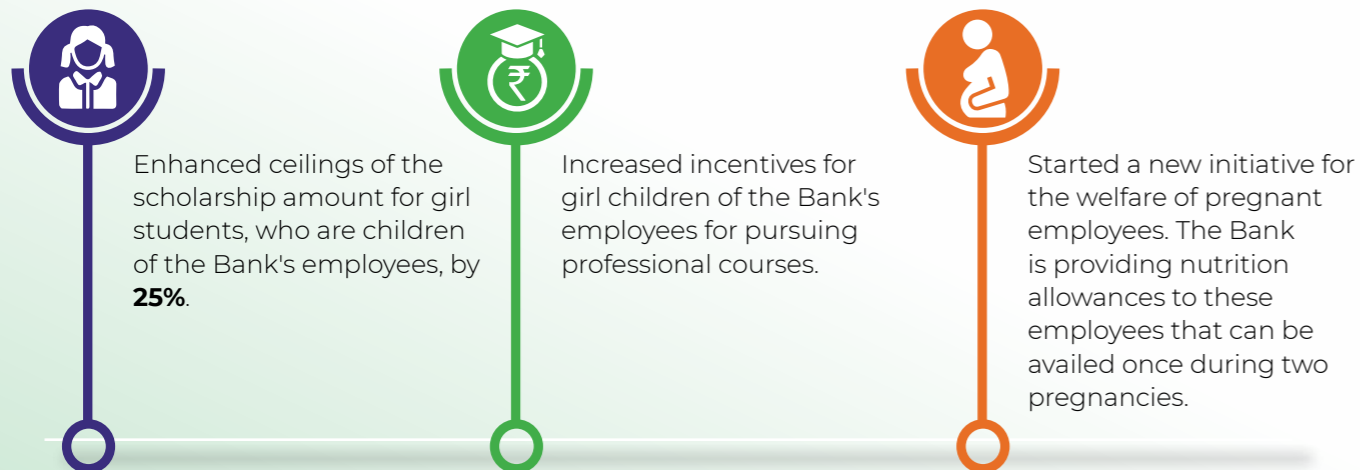 Enhanced ceilings of the
scholarship amount for girl
students, who are children
of the Bank's employees, by
25%.
Increased incentives for
girl children of the Bank's
employees for pursuing
professional courses.
Started a new initiative for
the welfare of pregnant
employees. The Bank
is providing nutrition
allowances to these
employees that can be
availed once during two
pregnancies.